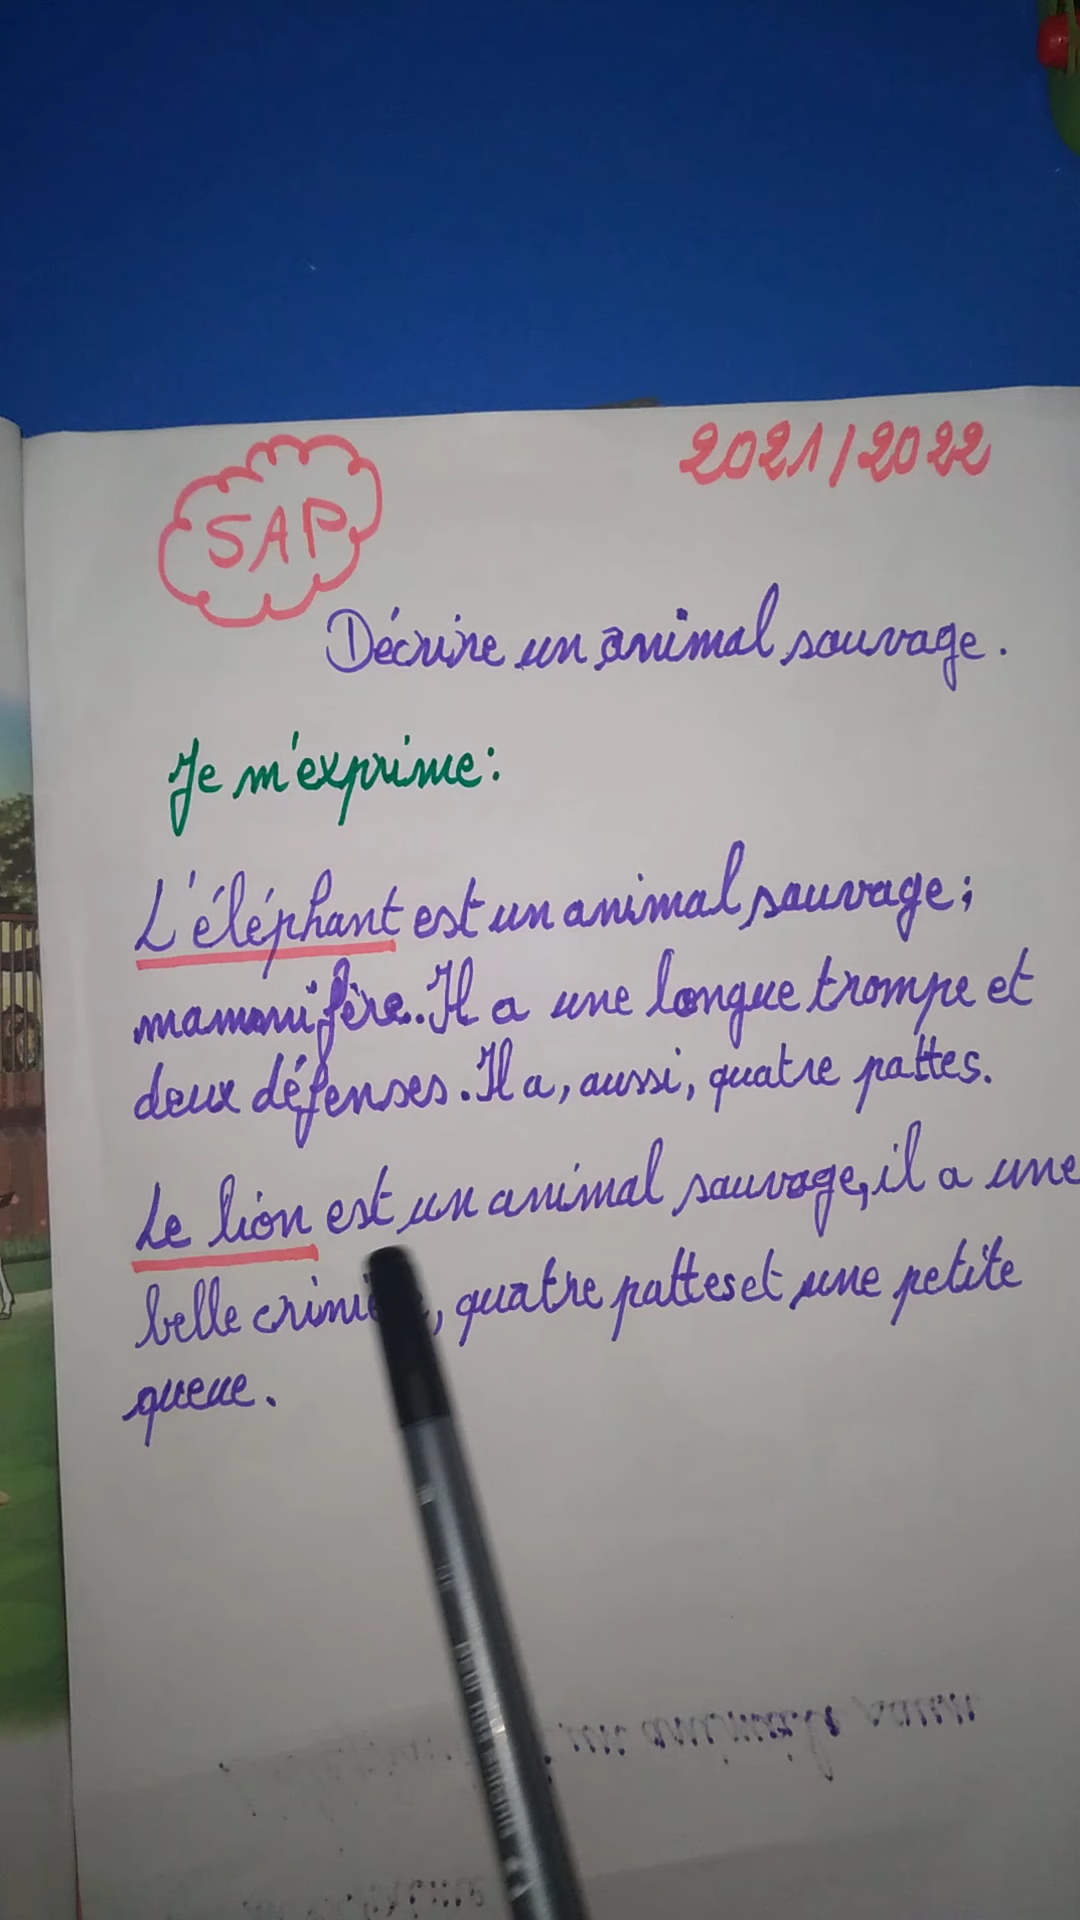 SAP
2021/2022
Décrire un animal sauvage.
Je m'exprime:
L'éléphant est un animal sauvage;
mammifère. Il a une longue trompe et
deux défenses. Il a, aussi, quatre pattes.
Le lion est un animal sauvage, il a une
belle , quatre pattes et une petite
queue.